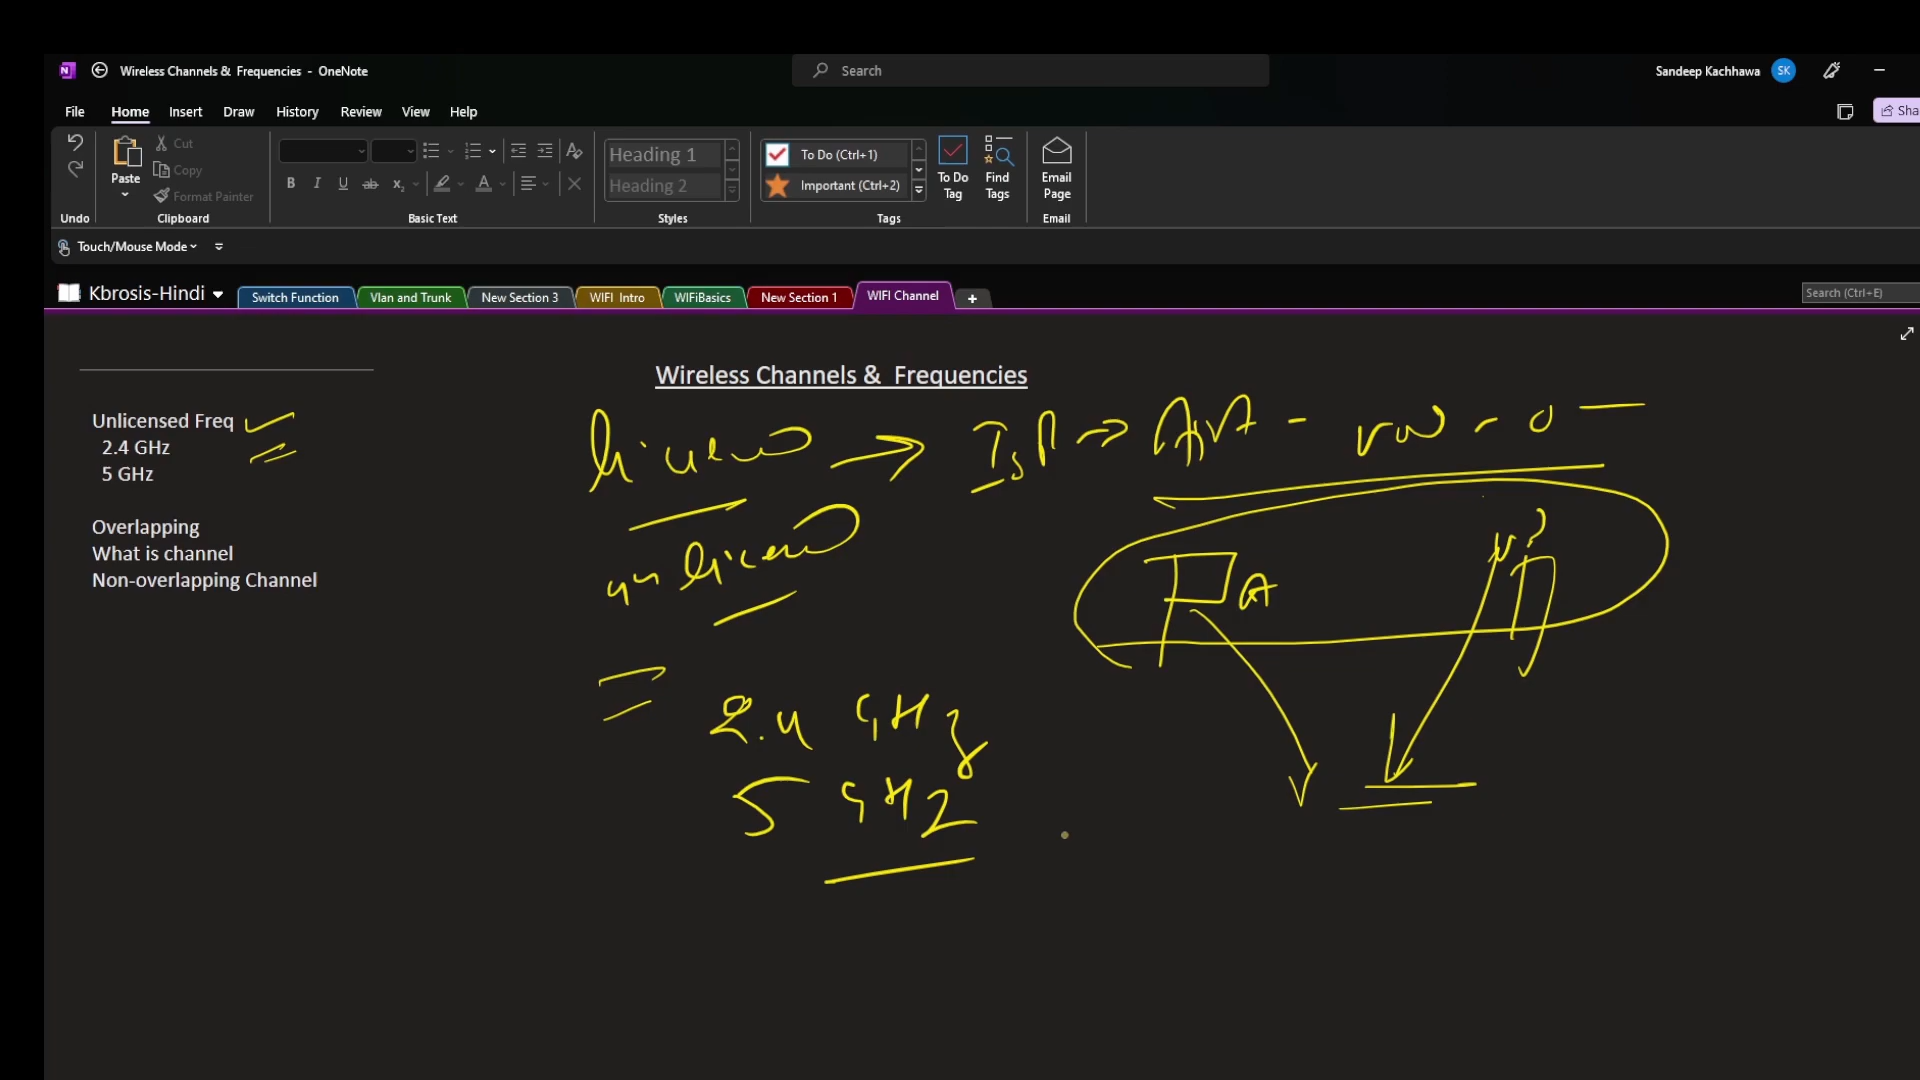 Wireless Channels & Frequencies - OneNote
Search
Sandeep Kachhawa SK
File Home Insert Draw History Review View Help
Sha
Undo
Paste
Cut
Copy
Format Painter
Clipboard
B I U ab x A
Basic Text
Heading 1
Heading 2
Styles
To Do (Ctrl+1)
Important (Ctrl+2)
Tags
To Do Tag
Find Tags
Email Page
Email
Touch/Mouse Mode
Kbrosis-Hindi
Switch Function
Vlan and Trunk
New Section 3
WIFI Intro
WIFiBasics
New Section 1
WIFI Channel
Search (Ctrl+E)
Wireless Channels & Frequencies
Unlicensed Freq
2.4 GHz
5 GHz
Overlapping
What is channel
Non-overlapping Channel
ISP
A
2.4 GHz
5 GHz